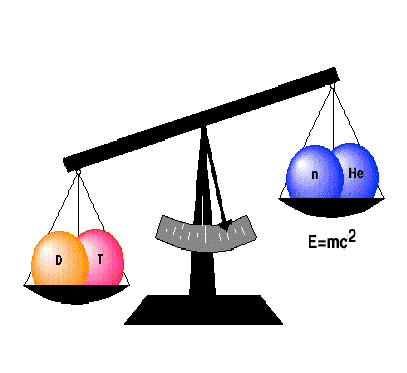 n He
D T
E=mc²